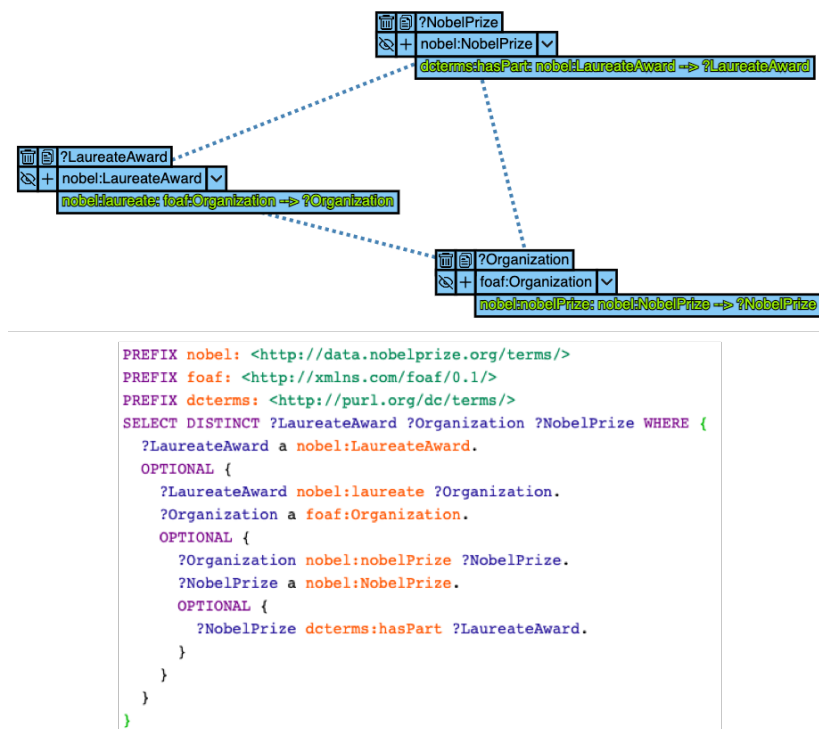 ?NobelPrize
nobel:NobelPrize
dcterms:hasPart: nobel:LaureateAward --> ?LaureateAward
?LaureateAward
nobel:LaureateAward
nobel:laureate: foaf:Organization --> ?Organization
?Organization
foaf:Organization
nobel:nobelPrize: nobel:NobelPrize --> ?NobelPrize
PREFIX nobel: <http://data.nobelprize.org/terms/>
PREFIX foaf: <http://xmlns.com/foaf/0.1/>
PREFIX dcterms: <http://purl.org/dc/terms/>
SELECT DISTINCT ?LaureateAward ?Organization ?NobelPrize WHERE {
?LaureateAward a nobel:LaureateAward.
OPTIONAL {
?LaureateAward nobel:laureate ?Organization.
?Organization a foaf:Organization.
OPTIONAL {
?Organization nobel:nobelPrize ?NobelPrize.
?NobelPrize a nobel:NobelPrize.
OPTIONAL {
?NobelPrize dcterms:hasPart ?LaureateAward.
}
}
}
}